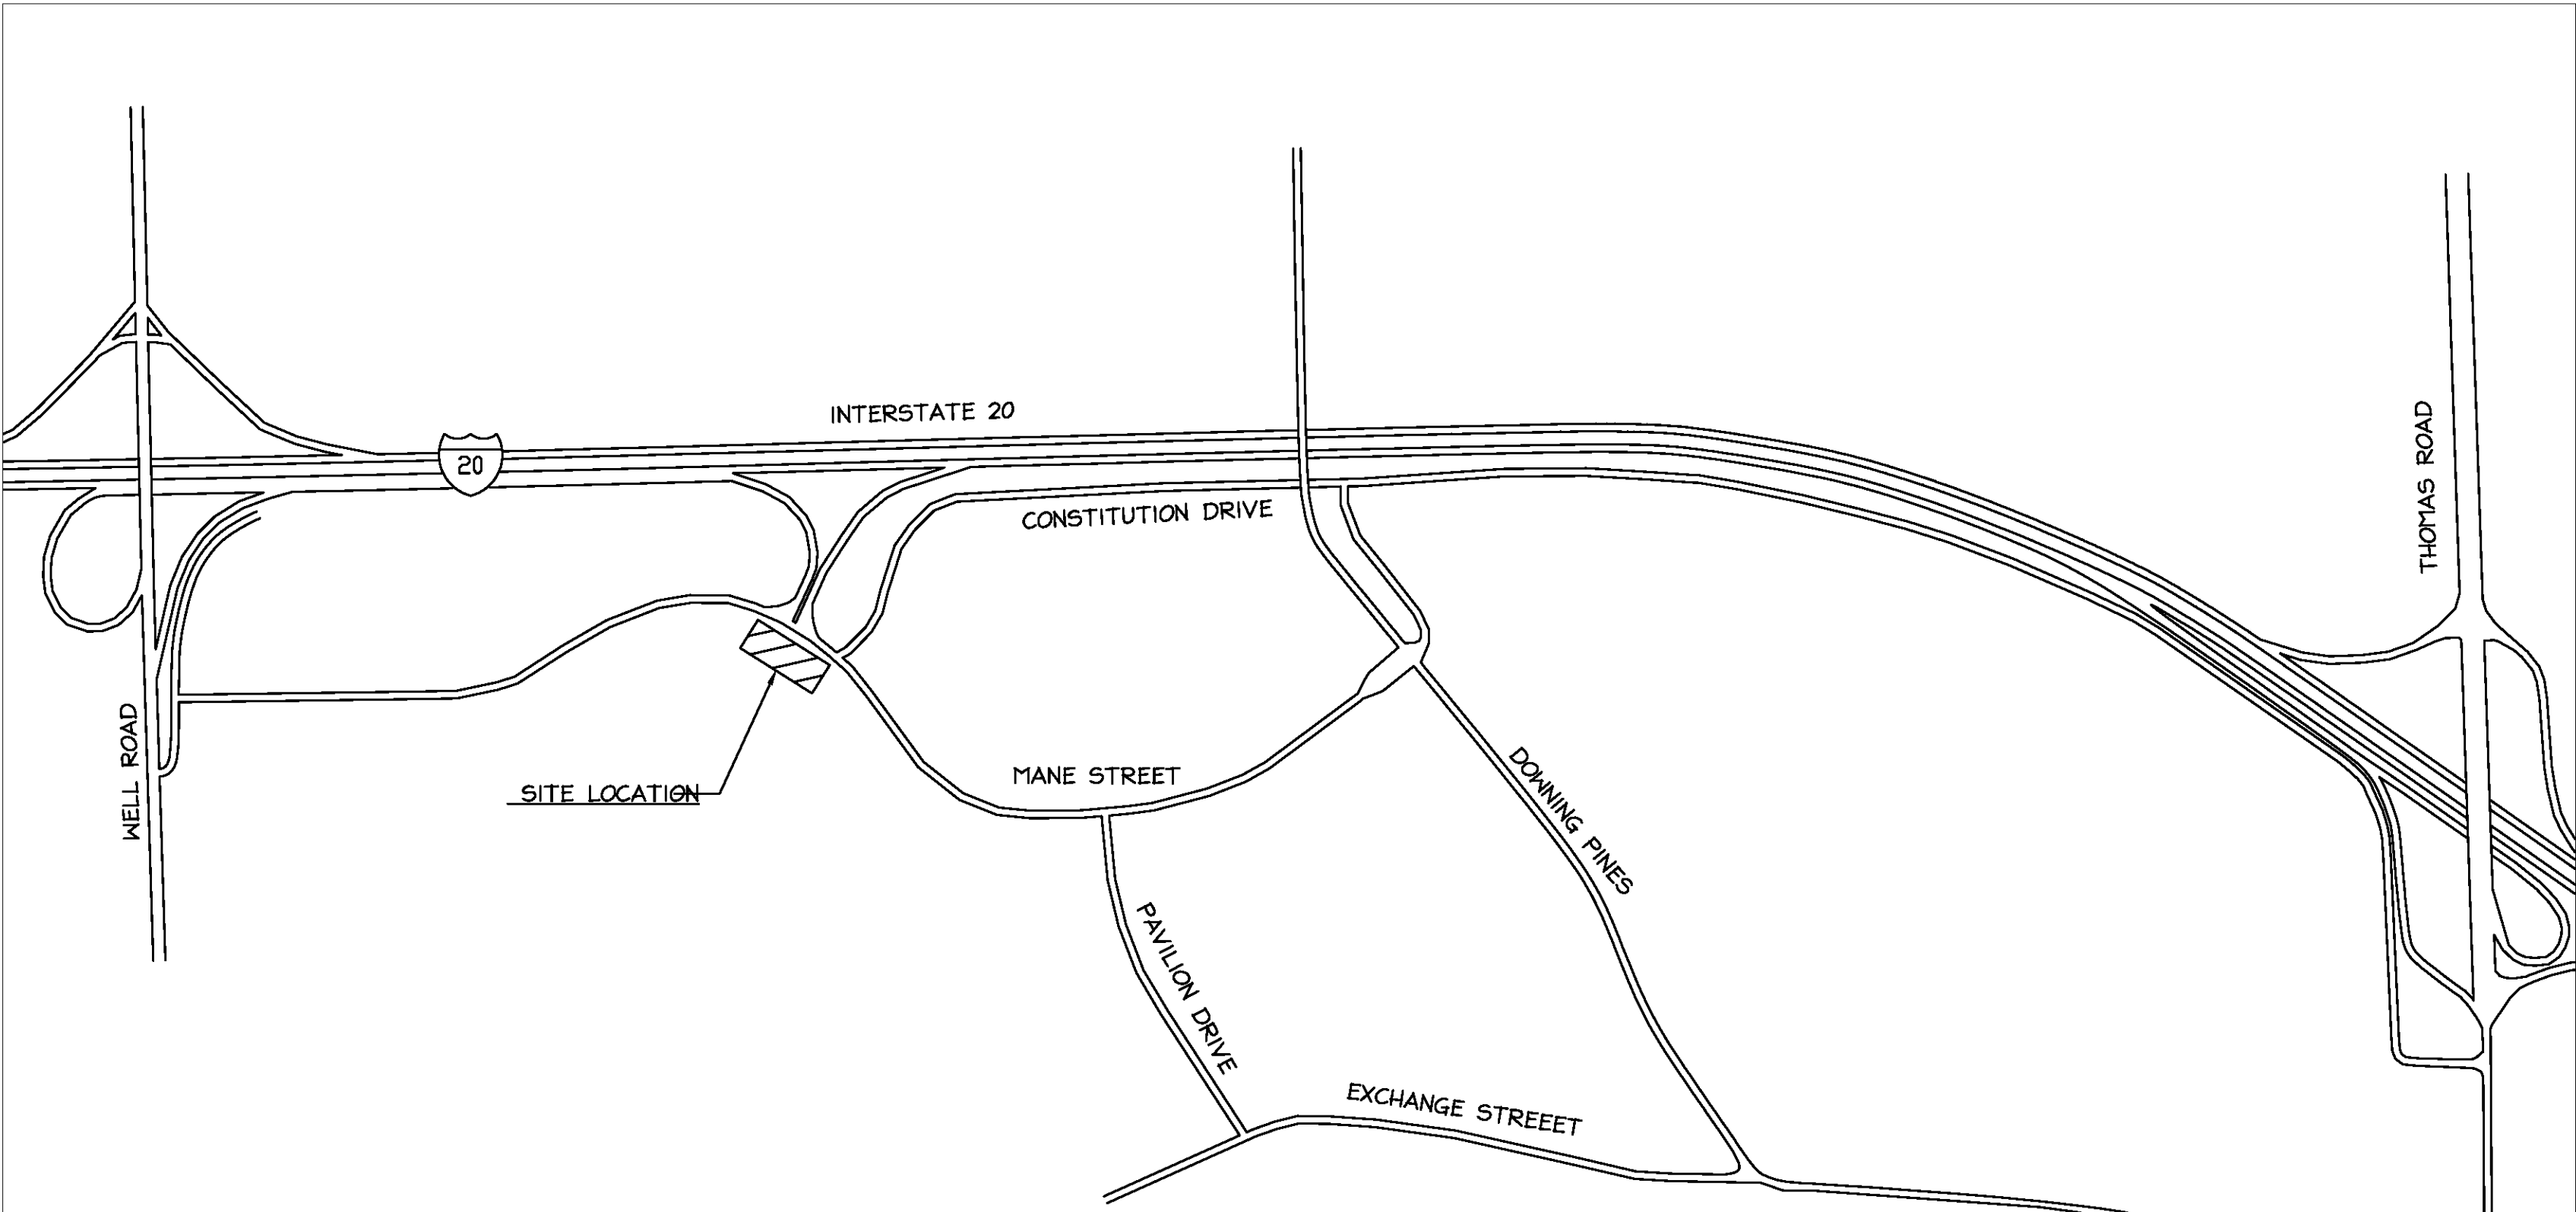 INTERSTATE 20
20
CONSTITUTION DRIVE
THOMAS ROAD
WELL ROAD
SITE LOCATION
MANE STREET
DOWNING PINES
PAVILION DRIVE
EXCHANGE STREEET